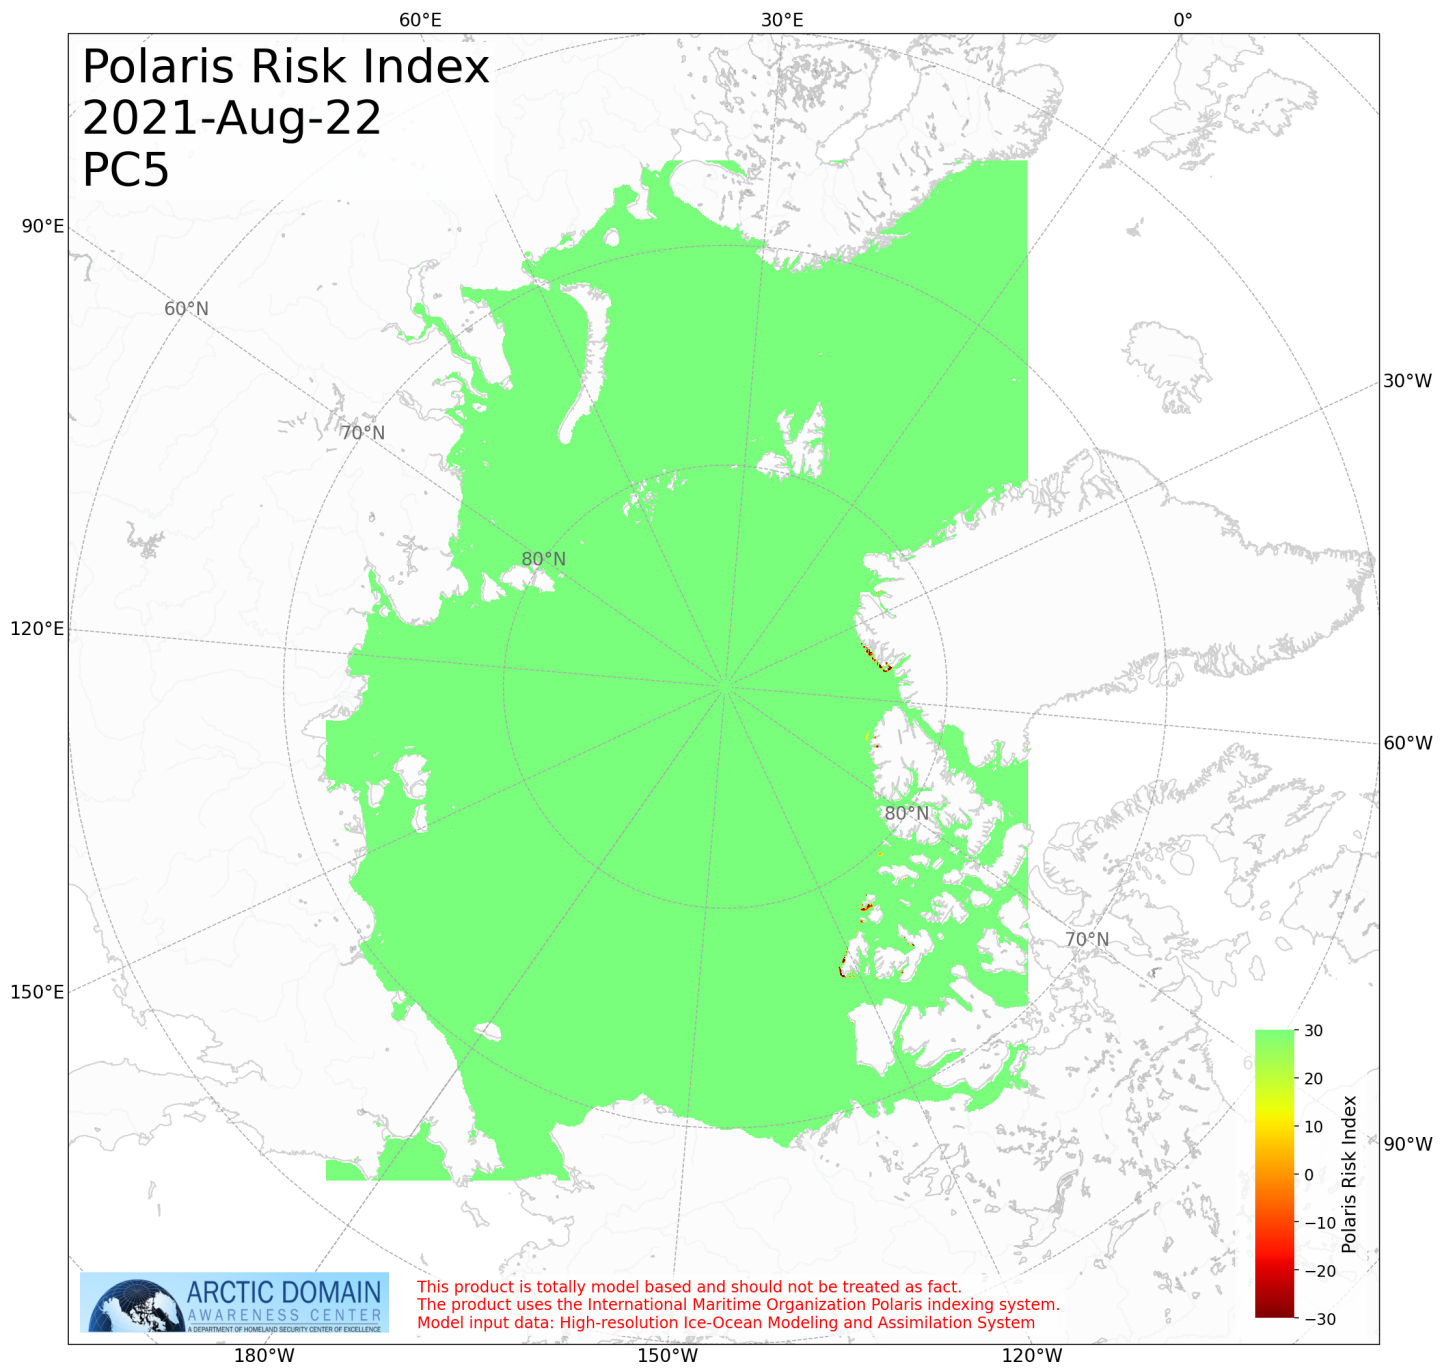 60°E 30°E 0°
Polaris Risk Index
2021-Aug-22
PC5
90°E
60°N
30°W
70°N
80°N
120°E
60°W
80°N
70°N
150°E
30
20
10
0
−10
−20
−30
Polaris Risk Index
90°W
ARCTIC DOMAIN
AWARENESS CENTER
A DEPARTMENT OF HOMELAND SECURITY CENTER OF EXCELLENCE
This product is totally model based and should not be treated as fact.
The product uses the International Maritime Organization Polaris indexing system.
Model input data: High-resolution Ice-Ocean Modeling and Assimilation System
180°W 150°W 120°W